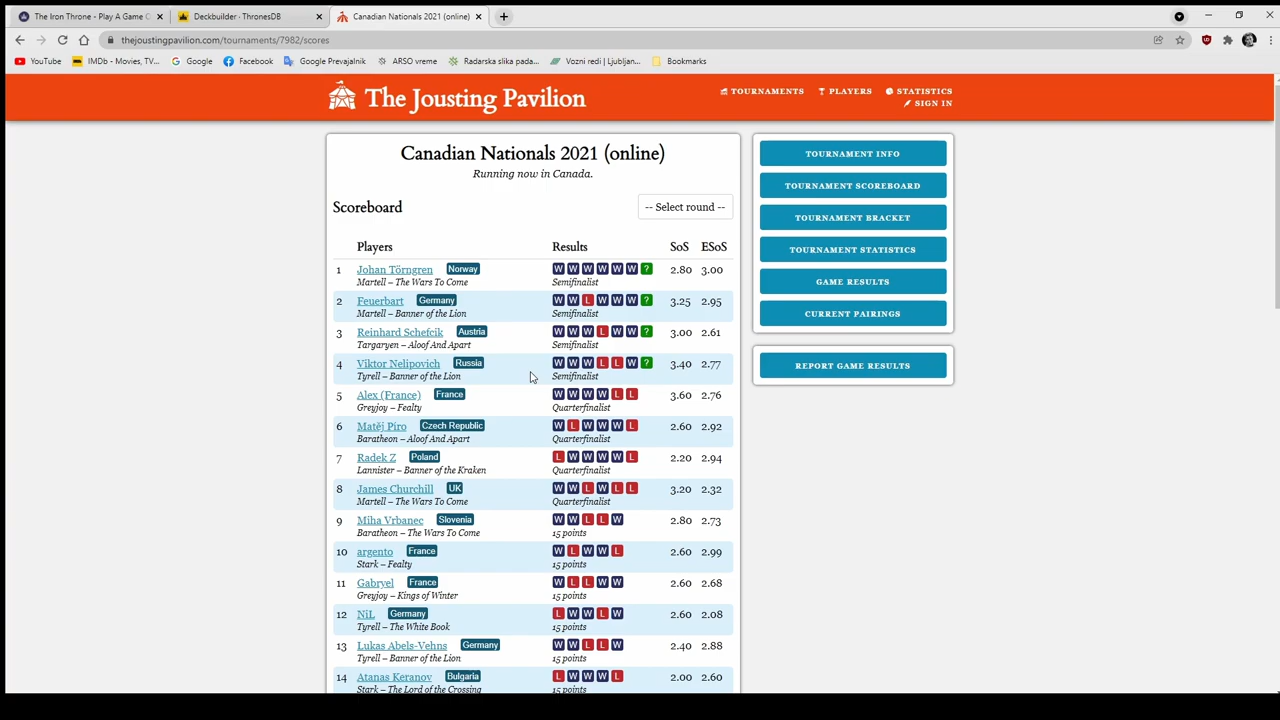 The Iron Throne - Play A Game O
Deckbuilder · ThronesDB
Canadian Nationals 2021 (online)
thejoustingpavilion.com/tournaments/7982/scores
YouTube IMDb - Movies, TV... Google Facebook Google Prevajalnik ARSO vreme Radarska slika pada... Vozni redi | Ljubljan... Bookmarks
The Jousting Pavilion
TOURNAMENTS PLAYERS STATISTICS
SIGN IN
Canadian Nationals 2021 (online)
Running now in Canada.
Scoreboard
-- Select round --
Players Results SoS ESoS
1 Johan Törngren Norway W W W W W W ? 2.80 3.00
Martell – The Wars To Come Semifinalist
2 Feuerbart Germany W W L W W W ? 3.25 2.95
Martell – Banner of the Lion Semifinalist
3 Reinhard Schefcik Austria W W W L W W ? 3.00 2.61
Targaryen – Aloof And Apart Semifinalist
4 Viktor Nelipovich Russia W W W L L W ? 3.40 2.77
Tyrell – Banner of the Lion Semifinalist
5 Alex (France) France W W W W L L 3.60 2.76
Greyjoy – Fealty Quarterfinalist
6 Matěj Piro Czech Republic W L W W W L 2.60 2.92
Baratheon – Aloof And Apart Quarterfinalist
7 Radek Z Poland L W W W W L 2.20 2.94
Lannister – Banner of the Kraken Quarterfinalist
8 James Churchill UK W W L W L L 3.20 2.32
Martell – The Wars To Come Quarterfinalist
9 Miha Vrbanec Slovenia W W L L W 2.80 2.73
Baratheon – The Wars To Come 15 points
10 argento France W L W W L 2.60 2.99
Stark – Fealty 15 points
11 Gabryel France W L L W W 2.60 2.68
Greyjoy – Kings of Winter 15 points
12 NiL Germany L W W L W 2.60 2.08
Tyrell – The White Book 15 points
13 Lukas Abels-Vehns Germany W W L L W 2.40 2.88
Tyrell – Banner of the Lion 15 points
14 Atanas Keranov Bulgaria L W W W L 2.00 2.60
Stark – The Lord of the Crossing 15 points
TOURNAMENT INFO
TOURNAMENT SCOREBOARD
TOURNAMENT BRACKET
TOURNAMENT STATISTICS
GAME RESULTS
CURRENT PAIRINGS
REPORT GAME RESULTS